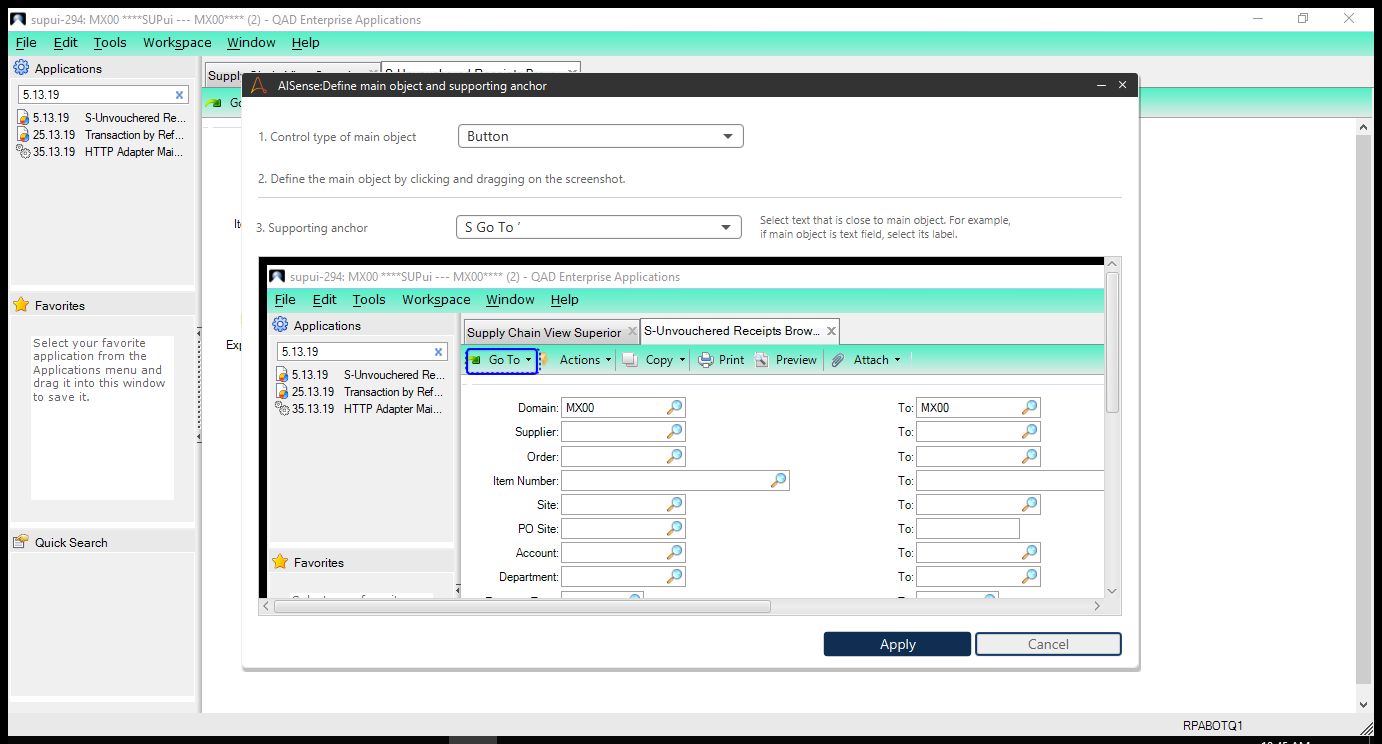 supui-294: MX00 ****SUPui --- MX00**** (2) - QAD Enterprise Applications
File Edit Tools Workspace Window Help
Applications
5.13.19
5.13.19 S-Unvouchered Re...
25.13.19 Transaction by Ref...
35.13.19 HTTP Adapter Mai...
Favorites
Select your favorite
application from the
Applications menu and
drag it into this window
to save it.
Quick Search
AISense:Define main object and supporting anchor
1. Control type of main object Button
2. Define the main object by clicking and dragging on the screenshot.
3. Supporting anchor S Go To ’
Select text that is close to main object. For example,
if main object is text field, select its label.
supui-294: MX00 ****SUPui --- MX00**** (2) - QAD Enterprise Applications
File Edit Tools Workspace Window Help
Applications
5.13.19
5.13.19 S-Unvouchered Re...
25.13.19 Transaction by Ref...
35.13.19 HTTP Adapter Mai...
Favorites
Supply Chain View Superior S-Unvouchered Receipts Brow...
Go To Actions Copy Print Preview Attach
Domain: MX00 To: MX00
Supplier: To:
Order: To:
Item Number: To:
Site: To:
PO Site: To:
Account: To:
Department: To:
Apply Cancel
RPABOTQ1